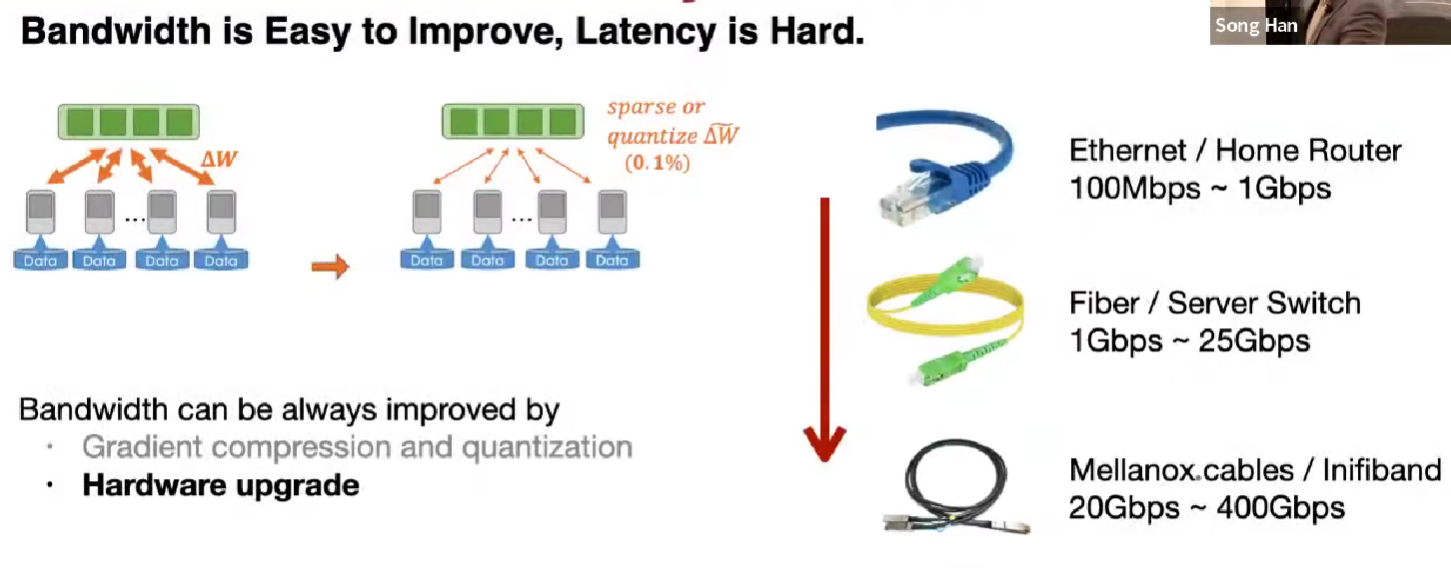 Bandwidth is Easy to Improve, Latency is Hard.
Song Han
ΔW
Data Data Data Data
...
sparse or
quantize \widetilde{ΔW}
(0.1%)
Data Data Data Data
...
Bandwidth can be always improved by
· Gradient compression and quantization
· Hardware upgrade
Ethernet / Home Router
100Mbps ~ 1Gbps
Fiber / Server Switch
1Gbps ~ 25Gbps
Mellanox.cables / Inifiband
20Gbps ~ 400Gbps